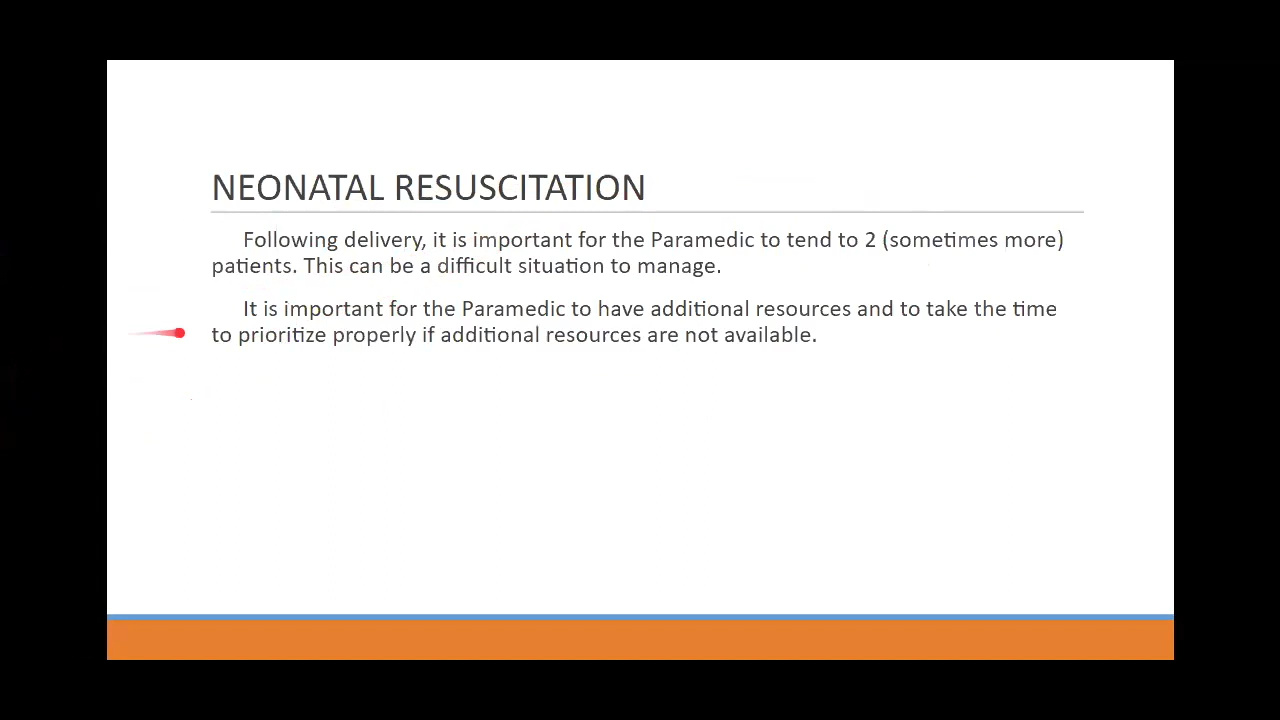 NEONATAL RESUSCITATION
Following delivery, it is important for the Paramedic to tend to 2 (sometimes more)
patients. This can be a difficult situation to manage.
It is important for the Paramedic to have additional resources and to take the time
to prioritize properly if additional resources are not available.